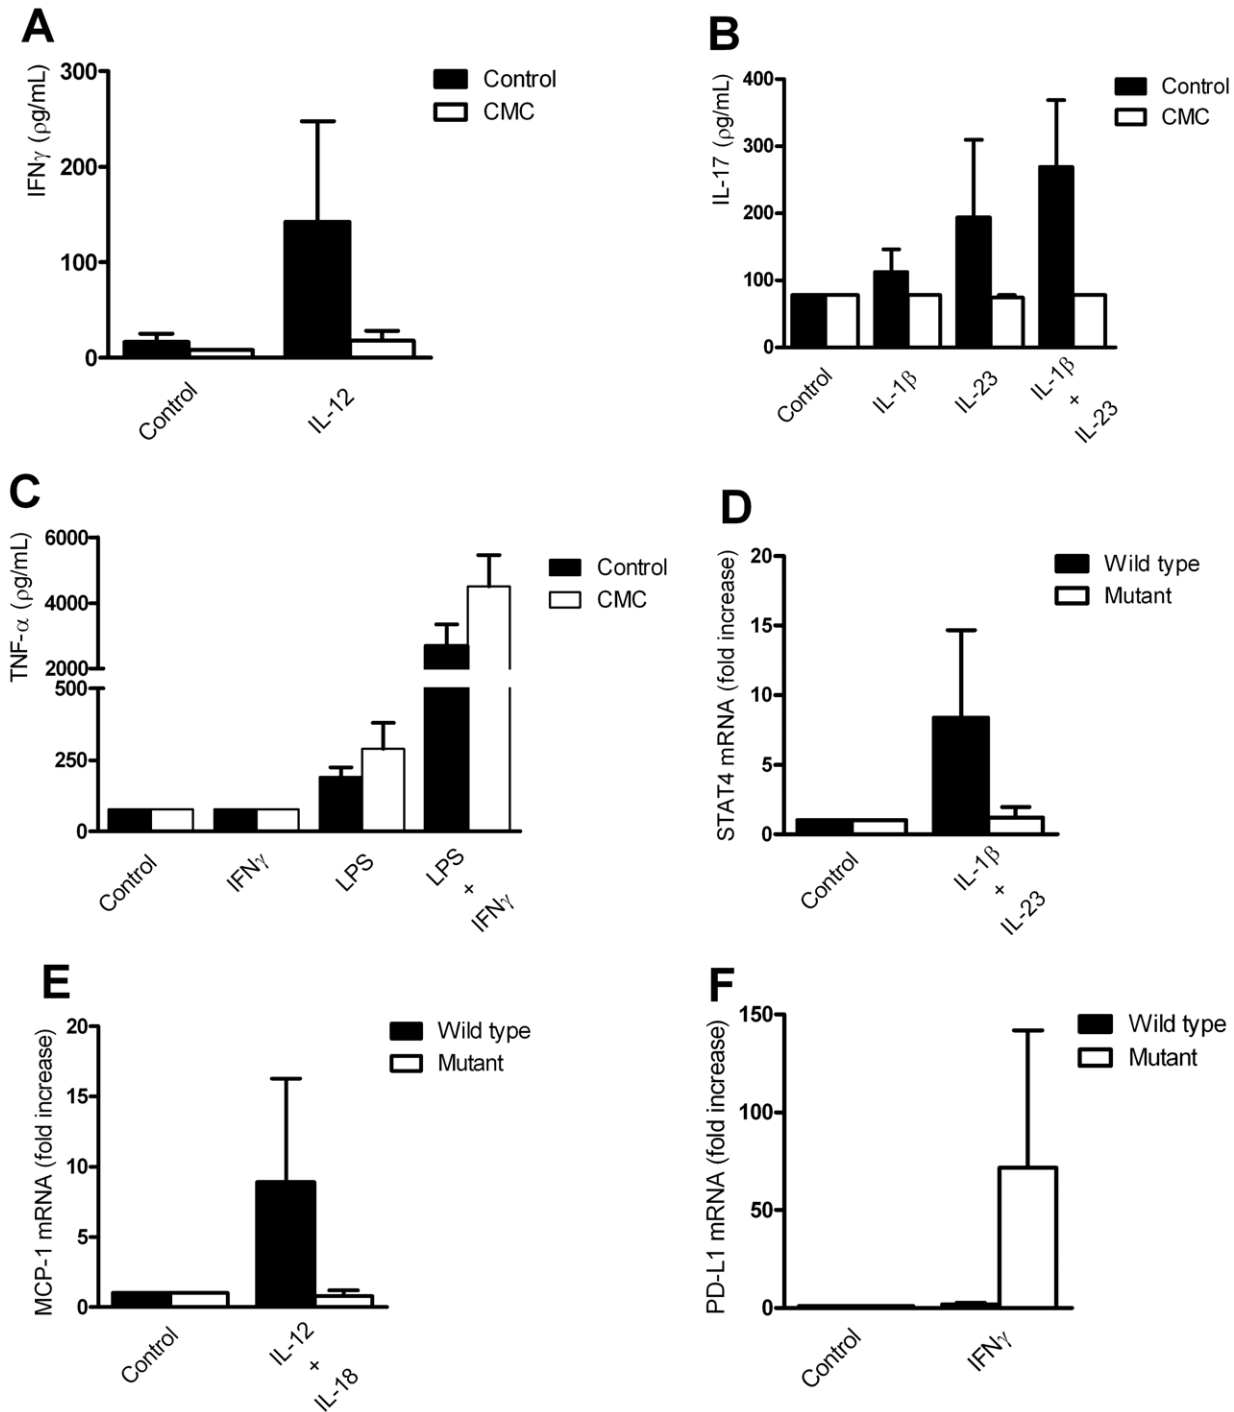 A
IFNγ (ρg/mL)
300
200
100
0
Control
CMC
Control
IL-12
B
IL-17 (ρg/mL)
400
300
200
100
0
Control
CMC
Control
IL-1β
IL-23
IL-1β
+
IL-23
C
TNF-α (ρg/mL)
6000
4000
2000
500
250
0
Control
CMC
Control
IFNγ
LPS
LPS
+
IFNγ
D
STAT4 mRNA (fold increase)
20
15
10
5
0
Wild type
Mutant
Control
IL-1β
+
IL-23
E
MCP-1 mRNA (fold increase)
20
15
10
5
0
Wild type
Mutant
Control
IL-12
+
IL-18
F
PD-L1 mRNA (fold increase)
150
100
50
0
Wild type
Mutant
Control
IFNγ